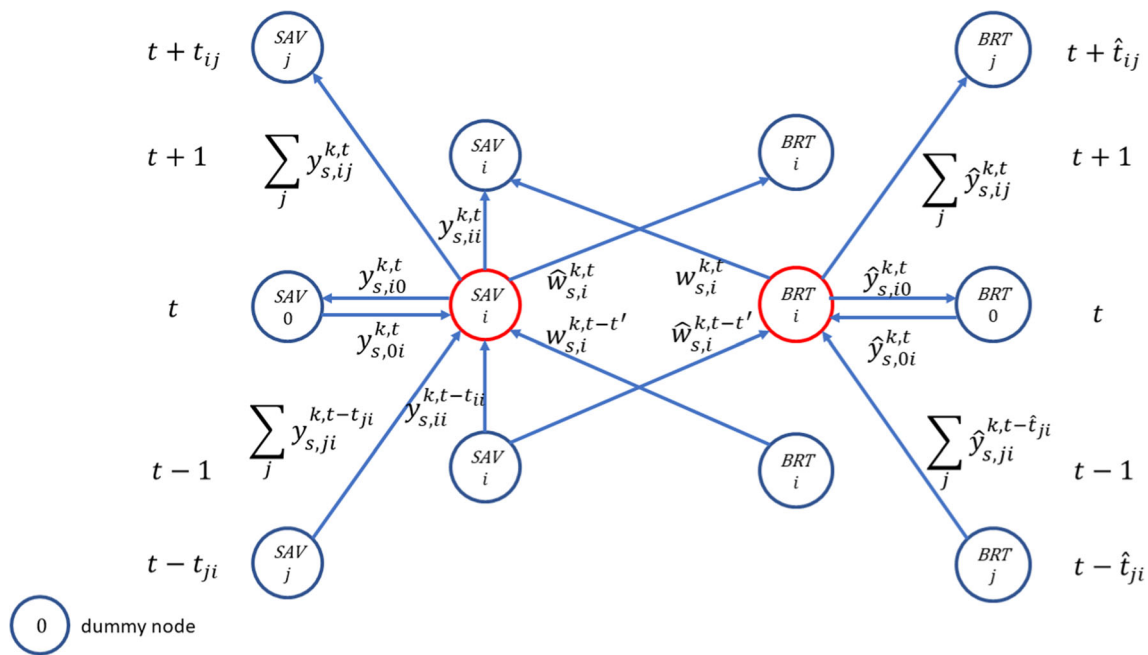 t + t_{ij}
SAV
j
BRT
j
t + \hat{t}_{ij}
t + 1
\sum_j y_{s,ij}^{k,t}
SAV
i
BRT
i
\sum_j \hat{y}_{s,ij}^{k,t}
t + 1
y_{s,ii}^{k,t}
t
SAV
0
y_{s,i0}^{k,t}
y_{s,0i}^{k,t}
SAV
i
\hat{w}_{s,i}^{k,t}
w_{s,i}^{k,t}
w_{s,i}^{k,t-t'}
\hat{w}_{s,i}^{k,t-t'}
BRT
i
\hat{y}_{s,i0}^{k,t}
\hat{y}_{s,0i}^{k,t}
BRT
0
t
\sum_j y_{s,ji}^{k,t-t_{ji}}
y_{s,ii}^{k,t-t_{ii}}
\sum_j \hat{y}_{s,ji}^{k,t-\hat{t}_{ji}}
t - 1
SAV
i
BRT
i
t - 1
t - t_{ji}
SAV
j
BRT
j
t - \hat{t}_{ji}
0 dummy node